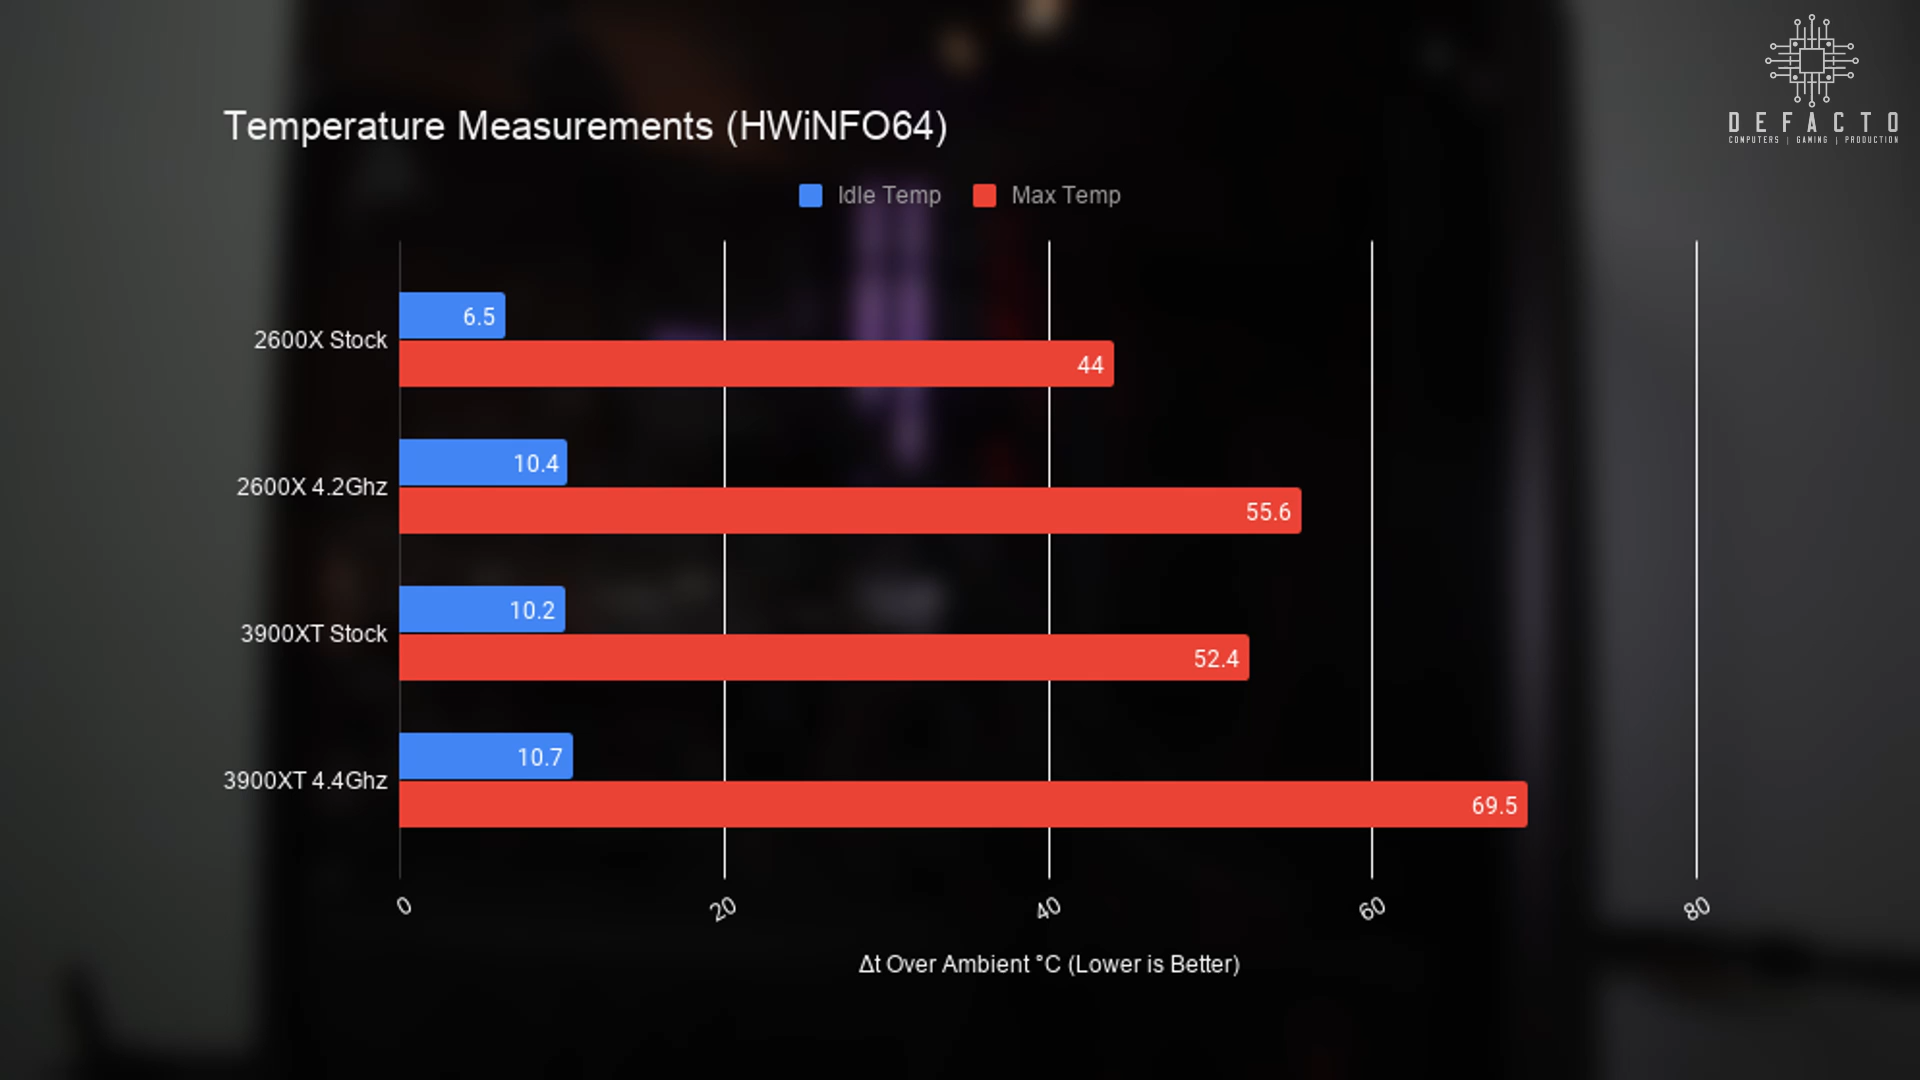 DEFACTO
COMPUTERS | GAMING | PRODUCTION
Temperature Measurements (HWiNFO64)
Idle Temp Max Temp
2600X Stock
6.5
44
2600X 4.2Ghz
10.4
55.6
3900XT Stock
10.2
52.4
3900XT 4.4Ghz
10.7
69.5
0 20 40 60 80
Δt Over Ambient °C (Lower is Better)